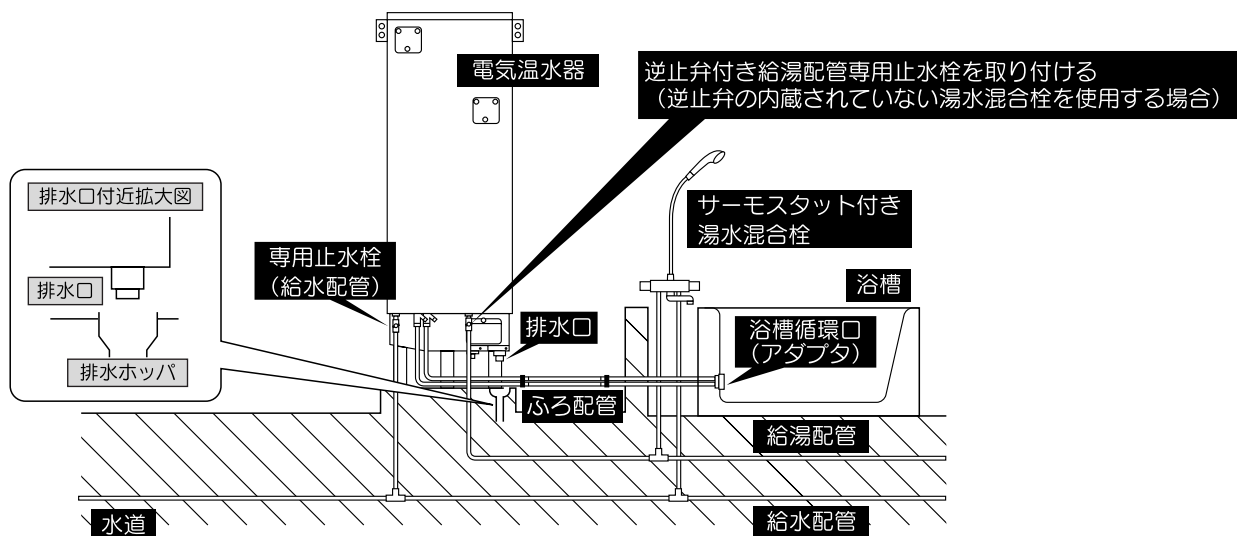 電気温水器
逆止弁付き給湯配管専用止水栓を取り付ける
（逆止弁の内蔵されていない湯水混合栓を使用する場合）
排水口付近拡大図
排水口
排水ホッパ
専用止水栓
（給水配管）
サーモスタット付き
湯水混合栓
浴槽
排水口
浴槽循環口
（アダプタ）
ふろ配管
給湯配管
水道
給水配管